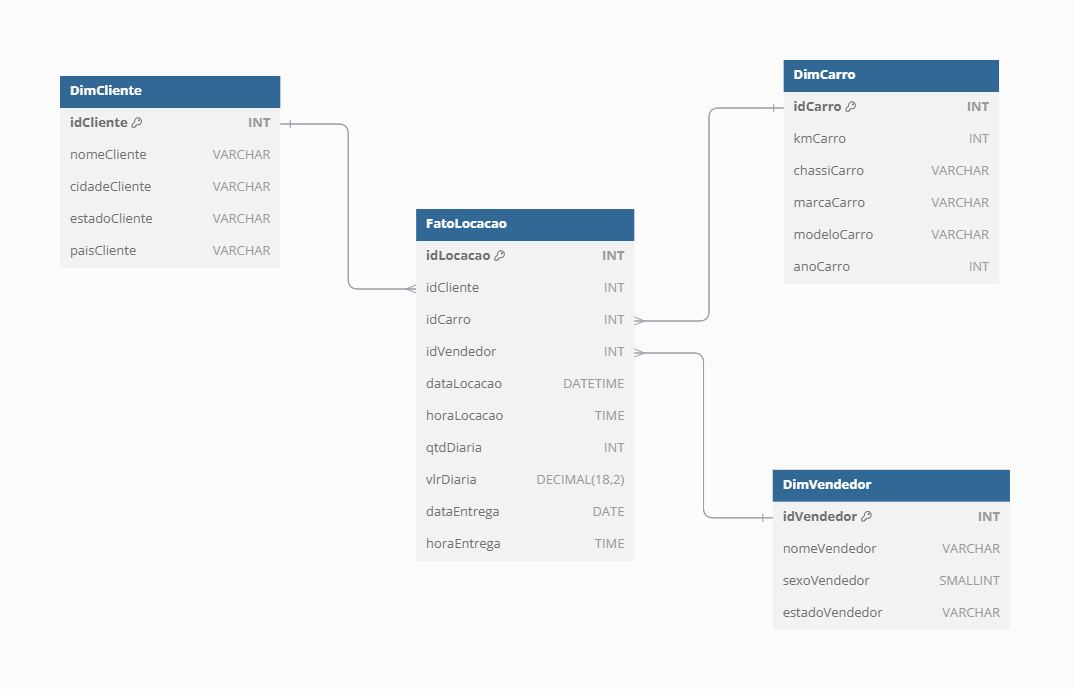 DimCliente
idCliente INT
nomeCliente VARCHAR
cidadeCliente VARCHAR
estadoCliente VARCHAR
paisCliente VARCHAR
FatoLocacao
idLocacao INT
idCliente INT
idCarro INT
idVendedor INT
dataLocacao DATETIME
horaLocacao TIME
qtdDiaria INT
vlrDiaria DECIMAL(18,2)
dataEntrega DATE
horaEntrega TIME
DimCarro
idCarro INT
kmCarro INT
chassiCarro VARCHAR
marcaCarro VARCHAR
modeloCarro VARCHAR
anoCarro INT
DimVendedor
idVendedor INT
nomeVendedor VARCHAR
sexoVendedor SMALLINT
estadoVendedor VARCHAR